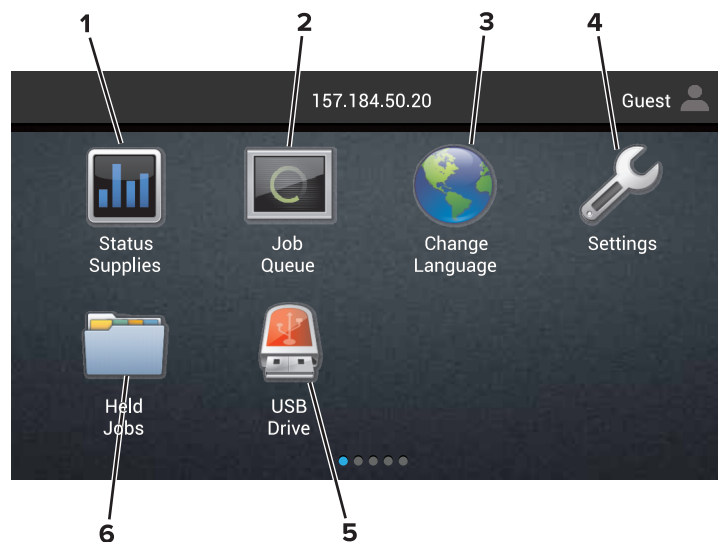 1 2 3 4
157.184.50.20 Guest
Status
Supplies
Job
Queue
Change
Language
Settings
Held
Jobs
USB
Drive
6 5